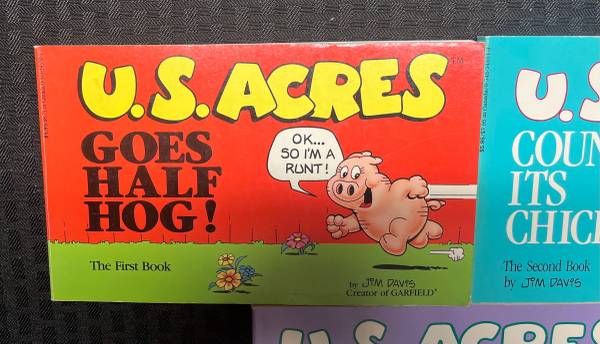 U.S. ACRES
GOES
HALF
HOG!
OK...
SO I'M A
RUNT!
The First Book
by JIM DAVIS
Creator of GARFIELD®
U.S
COUN
ITS
CHIC
The Second Book
by JIM DAVIS
U.S. ACRES